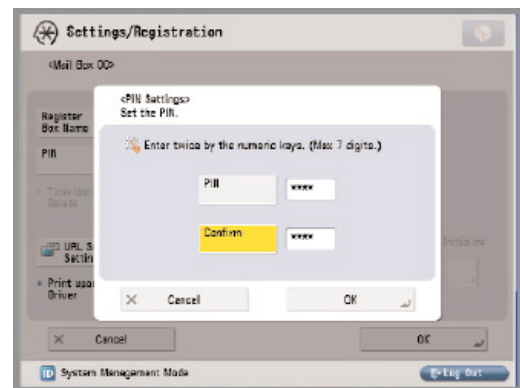 Settings/Registration
<Mail Box 00>
<PIN Settings>
Set the PIN.
Register
Box Name
Enter twice by the numeric keys. (Max 7 digits.)
PIN
PIN
****
Time Until
Delete
Confirm
****
URL S
Settin
Initialize
Print upon
Driver
Cancel
OK
Cancel
OK
System Management Mode
Log Out